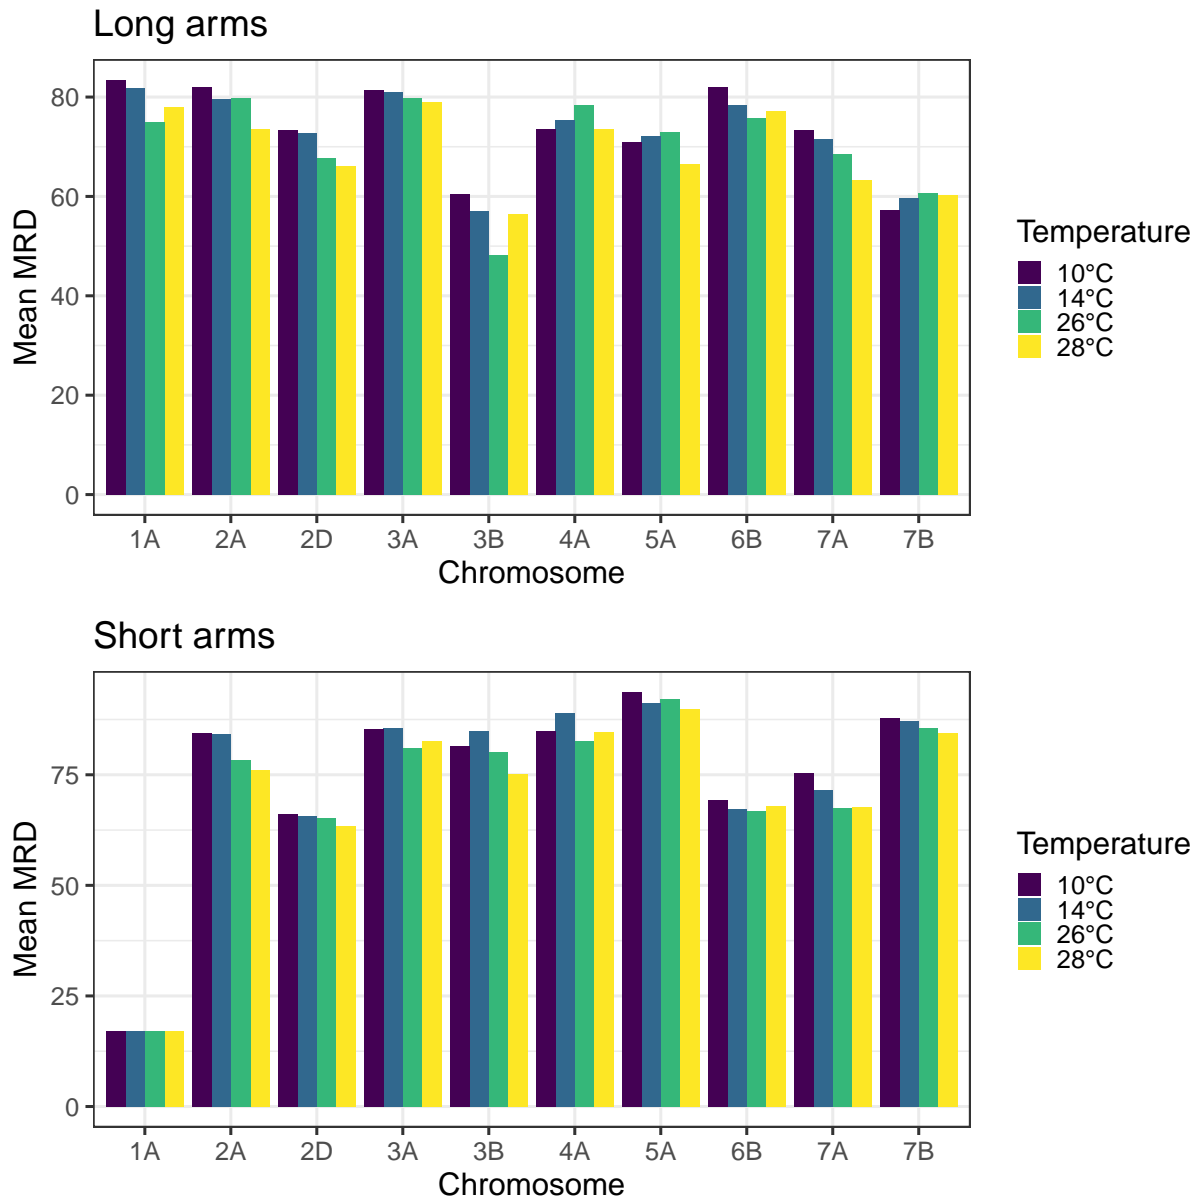 Long arms
Mean MRD
80
60
40
20
0
1A 2A 2D 3A 3B 4A 5A 6B 7A 7B
Chromosome
Temperature
10°C
14°C
26°C
28°C
Short arms
Mean MRD
75
50
25
0
1A 2A 2D 3A 3B 4A 5A 6B 7A 7B
Chromosome
Temperature
10°C
14°C
26°C
28°C